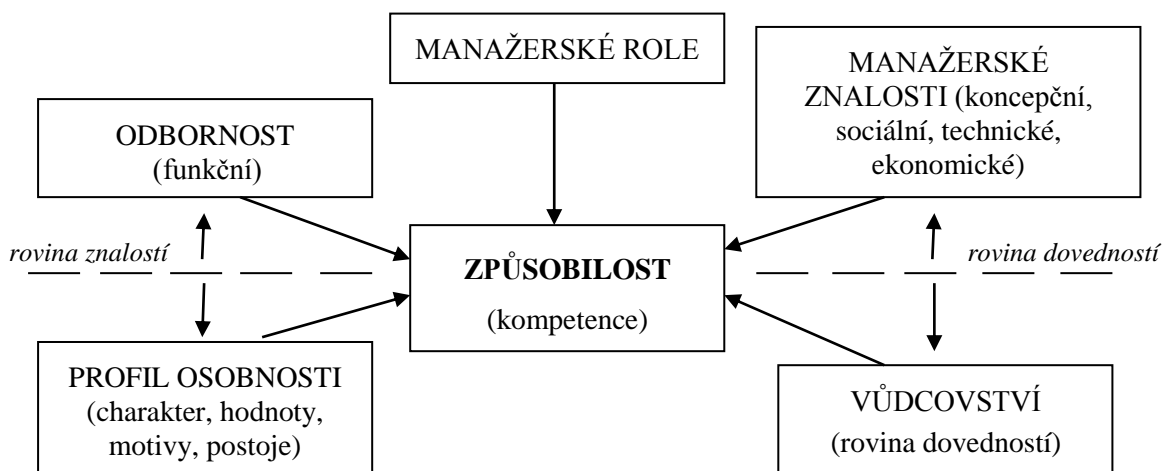 MANAŽERSKÉ ROLE
MANAŽERSKÉ
ZNALOSTI (koncepční,
sociální, technické,
ekonomické)
ODBORNOST
(funkční)
rovina znalostí
rovina dovedností
ZPŮSOBILOST
(kompetence)
PROFIL OSOBNOSTI
(charakter, hodnoty,
motivy, postoje)
VŮDCOVSTVÍ
(rovina dovedností)